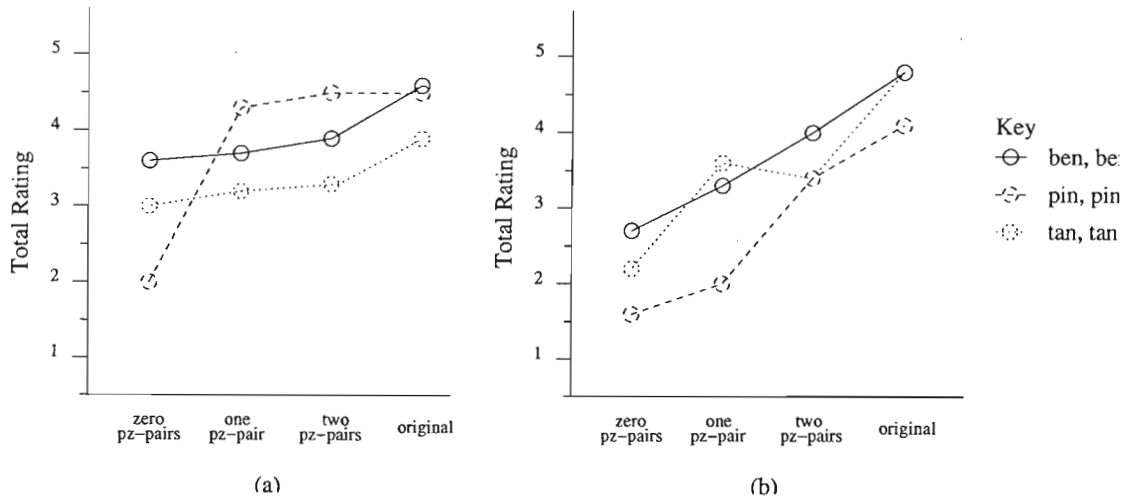 Total Rating
5
4
3
2
1
zero
pz-pairs
one
pz-pair
two
pz-pairs
original
(a)
Total Rating
5
4
3
2
1
zero
pz-pairs
one
pz-pair
two
pz-pairs
original
(b)
Key
ben, be
pin, pin
tan, tan